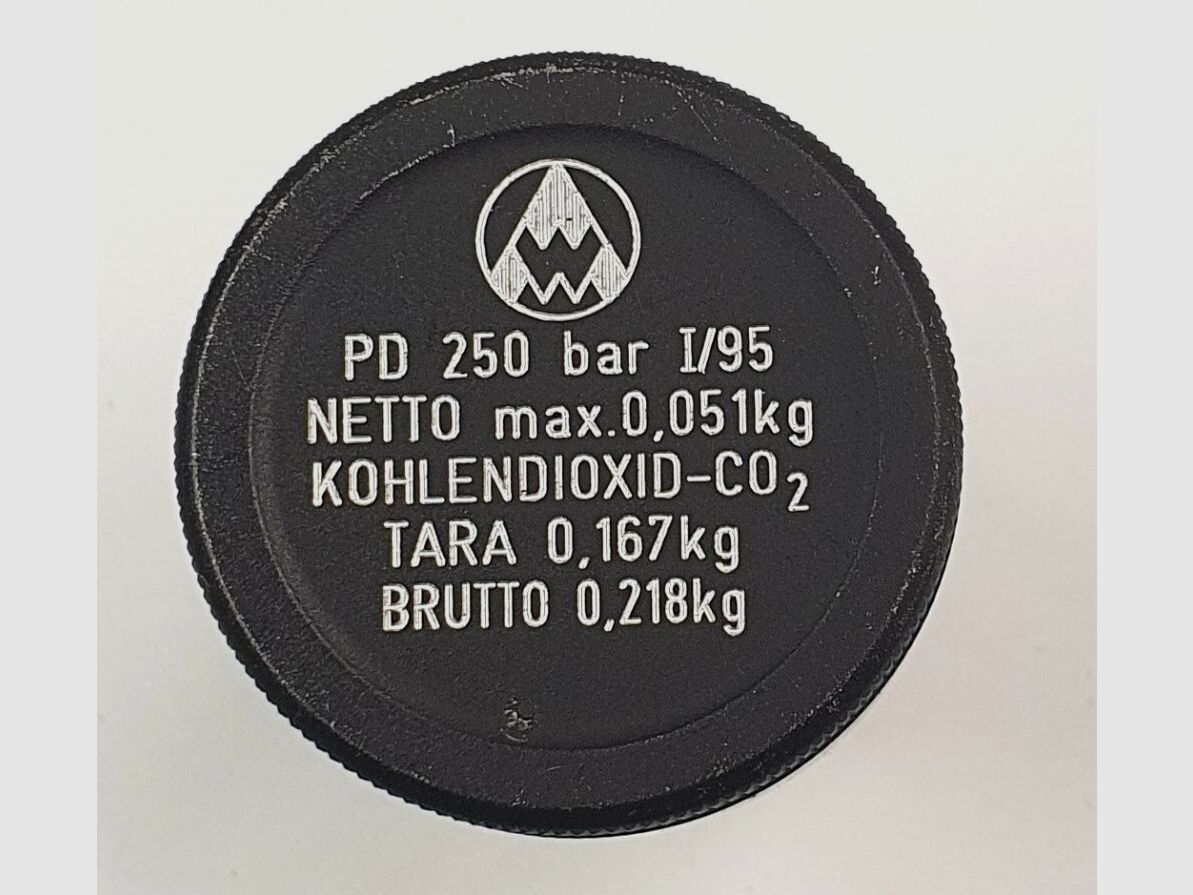 PD 250 bar I/95
NETTO max.0,051kg
KOHLENDIOXID-CO₂
TARA 0,167kg
BRUTTO 0,218kg